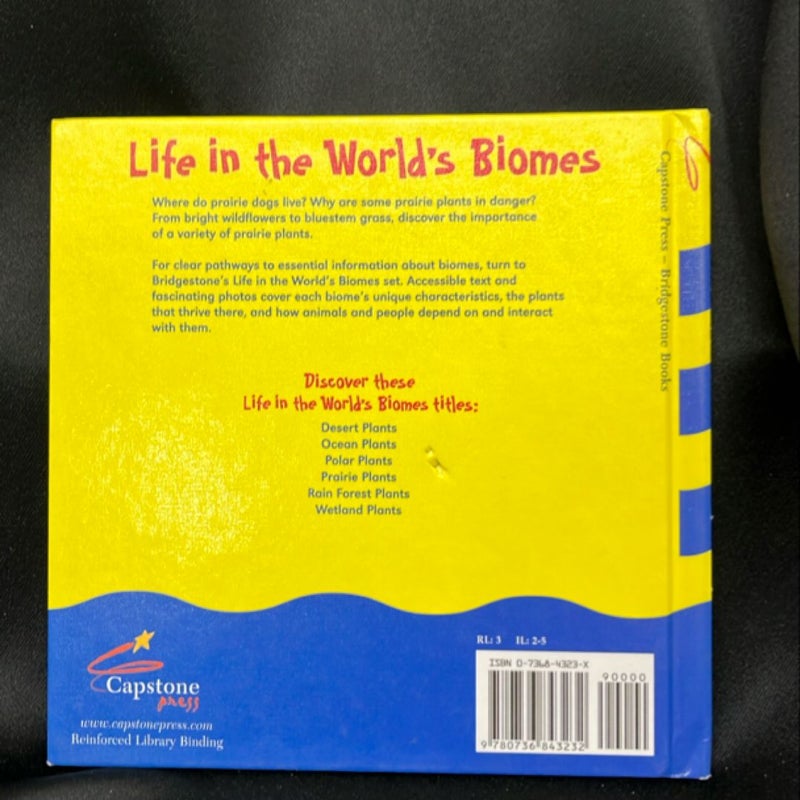 Life in the World's Biomes
Where do prairie dogs live? Why are some prairie plants in danger?
From bright wildflowers to bluestem grass, discover the importance
of a variety of prairie plants.
For clear pathways to essential information about biomes, turn to
Bridgestone's Life in the World's Biomes set. Accessible text and
fascinating photos cover each biome's unique characteristics, the plants
that thrive there, and how animals and people depend on and interact
with them.
Discover these
Life in the World's Biomes titles:
Desert Plants
Ocean Plants
Polar Plants
Prairie Plants
Rain Forest Plants
Wetland Plants
Capstone
press
www.capstonepress.com
Reinforced Library Binding
RL: 3 IL: 2-5
ISBN 0-7368-4323-X
90000
9 780736 843232
Capstone Press – Bridgestone Books